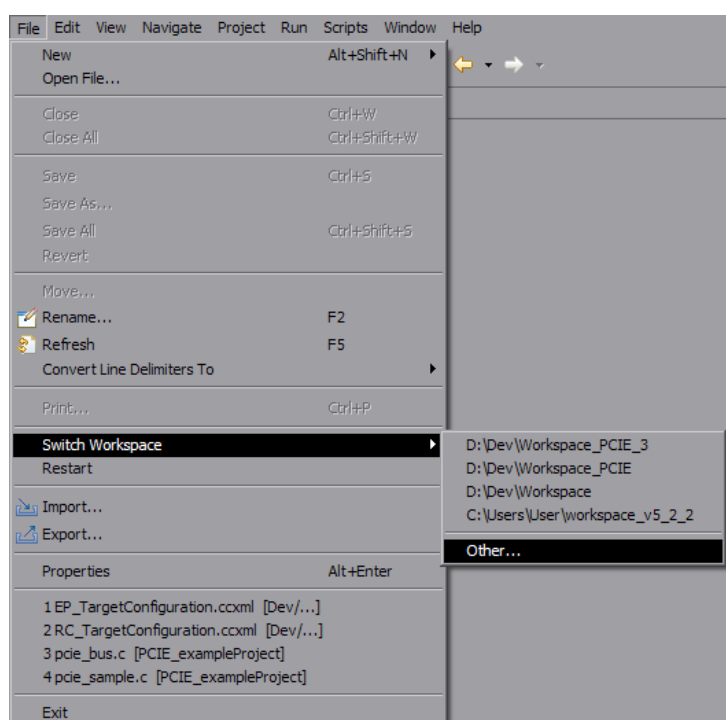 File Edit View Navigate Project Run Scripts Window Help
New Alt+Shift+N
Open File...
Close Ctrl+W
Close All Ctrl+Shift+W
Save Ctrl+S
Save As...
Save All Ctrl+Shift+S
Revert
Move...
Rename... F2
Refresh F5
Convert Line Delimiters To
Print... Ctrl+P
Switch Workspace
Restart
Import...
Export...
Properties Alt+Enter
1 EP_TargetConfiguration.ccxml [Dev/...]
2 RC_TargetConfiguration.ccxml [Dev/...]
3 pcie_bus.c [PCIE_exampleProject]
4 pcie_sample.c [PCIE_exampleProject]
Exit
D:\Dev\Workspace_PCIE_3
D:\Dev\Workspace_PCIE
D:\Dev\Workspace
C:\Users\User\workspace_v5_2_2
Other...